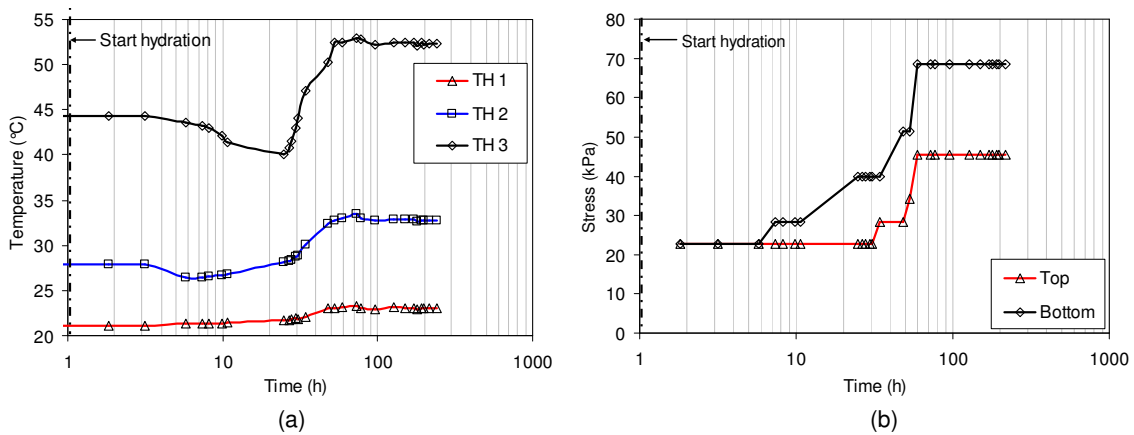 Start hydration
55
50
45
40
35
30
25
20
Temperature (°C)
TH 1
TH 2
TH 3
1 10 100 1000
Time (h)
(a)
Start hydration
80
70
60
50
40
30
20
10
0
Stress (kPa)
Top
Bottom
1 10 100 1000
Time (h)
(b)